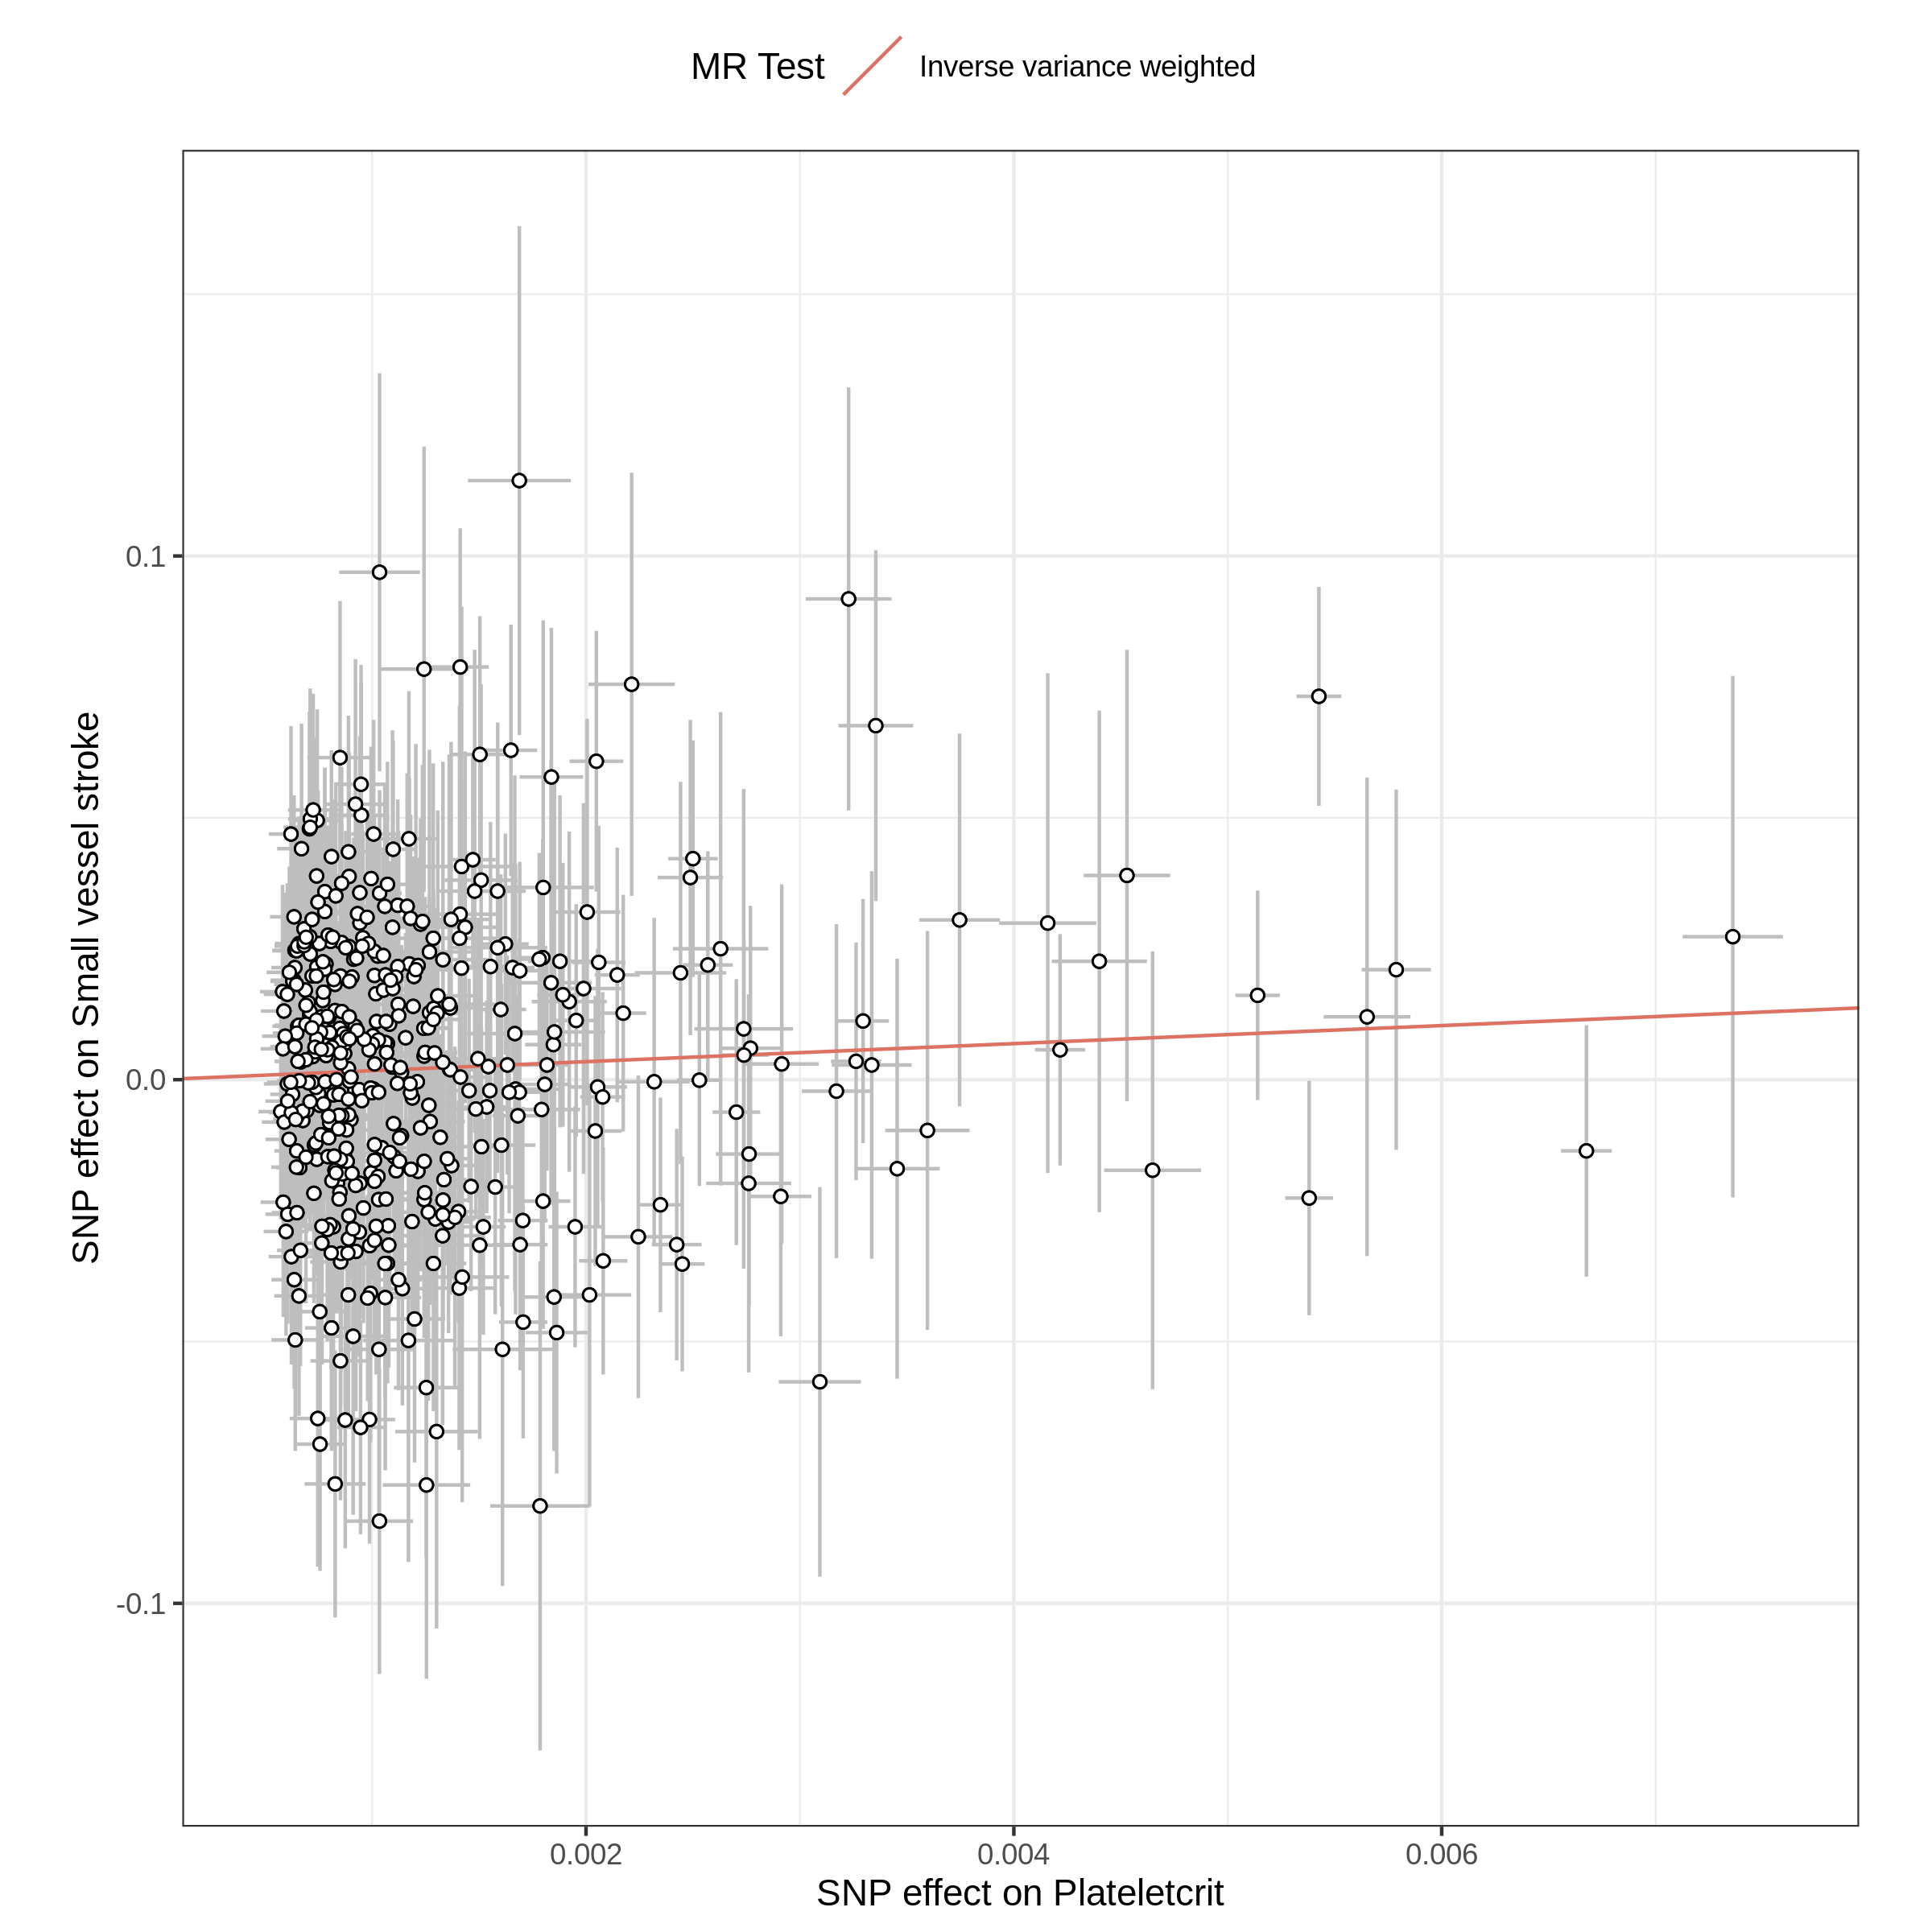 MR Test Inverse variance weighted
SNP effect on Small vessel stroke
0.1
0.0
-0.1
0.002 0.004 0.006
SNP effect on Plateletcrit